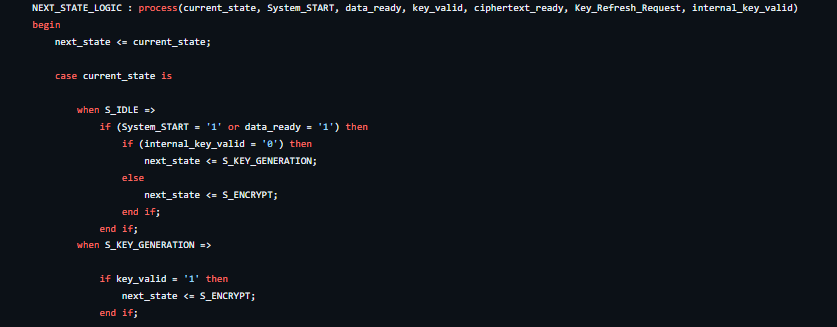 NEXT_STATE_LOGIC : process(current_state, System_START, data_ready, key_valid, ciphertext_ready, Key_Refresh_Request, internal_key_valid)
begin
next_state <= current_state;
case current_state is
when S_IDLE =>
if (System_START = '1' or data_ready = '1') then
if (internal_key_valid = '0') then
next_state <= S_KEY_GENERATION;
else
next_state <= S_ENCRYPT;
end if;
end if;
when S_KEY_GENERATION =>
if key_valid = '1' then
next_state <= S_ENCRYPT;
end if;